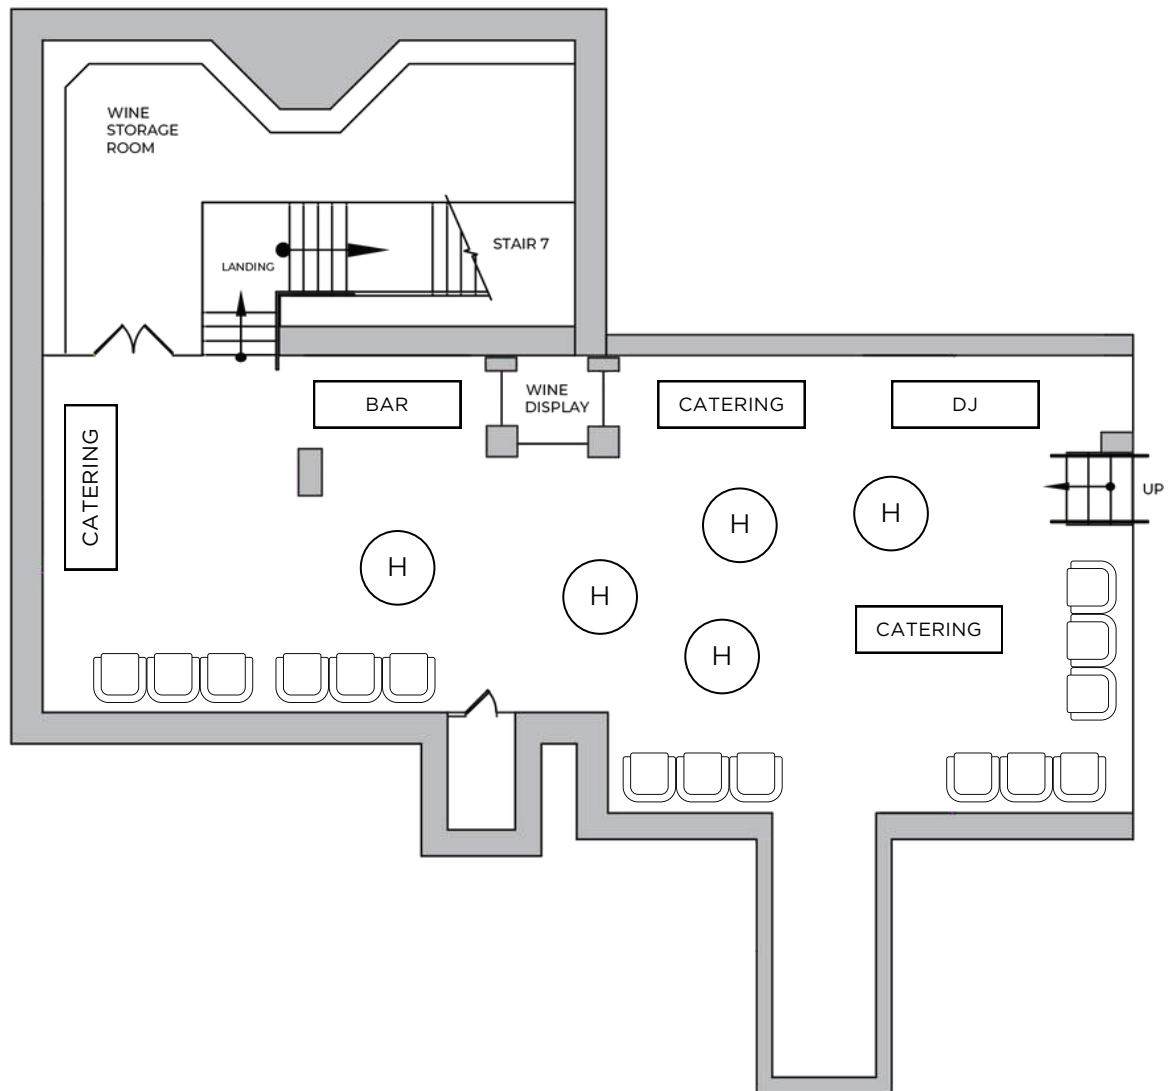 WINE
STORAGE
ROOM
STAIR 7
LANDING
BAR
WINE
DISPLAY
CATERING
DJ
CATERING
UP
H
H
H
H
H
CATERING